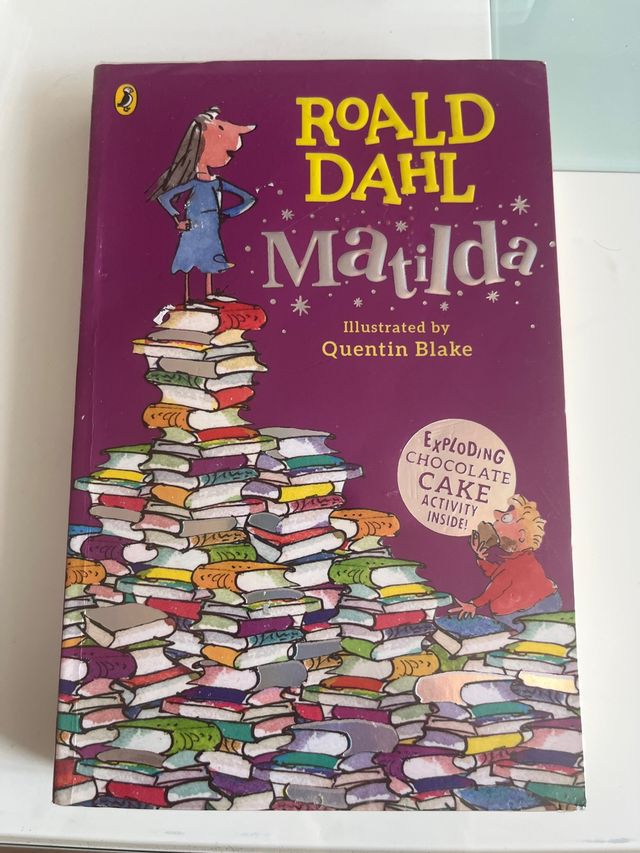 ROALD
DAHL
Matilda
Illustrated by
Quentin Blake
EXPLODING
CHOCOLATE
CAKE
ACTIVITY
INSIDE!